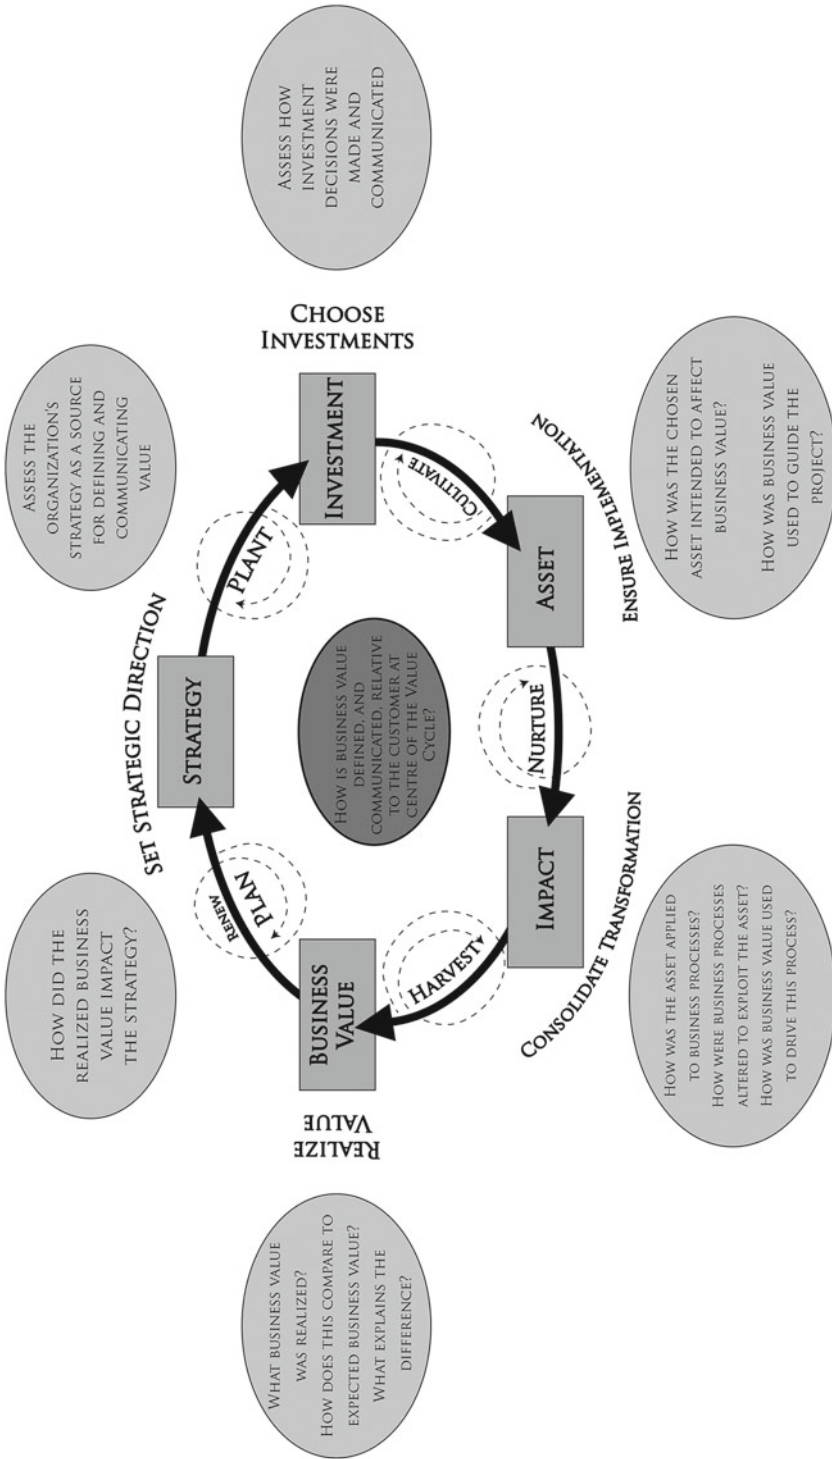 ASSESS THE
ORGANIZATION'S
STRATEGY AS A SOURCE
FOR DEFINING AND
COMMUNICATING
VALUE
HOW DID THE
REALIZED BUSINESS
VALUE IMPACT
THE STRATEGY?
SET STRATEGIC DIRECTION
STRATEGY
PLANT
RENEW
PLAN
ASSESS HOW
INVESTMENT
DECISIONS WERE
MADE AND
COMMUNICATED
CHOOSE
INVESTMENTS
INVESTMENT
HOW IS BUSINESS VALUE
DEFINED, AND
COMMUNICATED, RELATIVE
TO THE CUSTOMER AT
CENTRE OF THE VALUE
CYCLE?
BUSINESS
VALUE
REALIZE
VALUE
WHAT BUSINESS VALUE
WAS REALIZED?
HOW DOES THIS COMPARE TO
EXPECTED BUSINESS VALUE?
WHAT EXPLAINS THE
DIFFERENCE?
CULTIVATE
HARVEST
ASSET
NURTURE
IMPACT
ENSURE IMPLEMENTATION
CONSOLIDATE TRANSFORMATION
HOW WAS THE CHOSEN
ASSET INTENDED TO AFFECT
BUSINESS VALUE?
HOW WAS BUSINESS VALUE
USED TO GUIDE THE
PROJECT?
HOW WAS THE ASSET APPLIED
TO BUSINESS PROCESSES?
HOW WERE BUSINESS PROCESSES
ALTERED TO EXPLOIT THE ASSET?
HOW WAS BUSINESS VALUE USED
TO DRIVE THIS PROCESS?